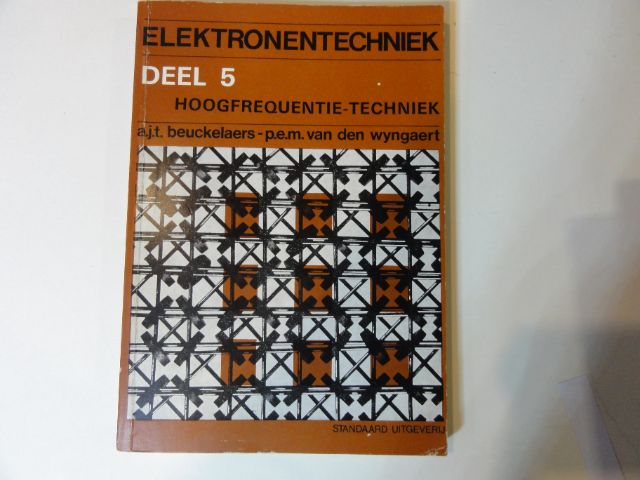 ELEKTRONENTECHNIEK
DEEL 5
HOOGFREQUENTIE-TECHNIEK
a.j.t. beuckelaers-p.e.m. van den wyngaert
STANDAARD UITGEVERIJ